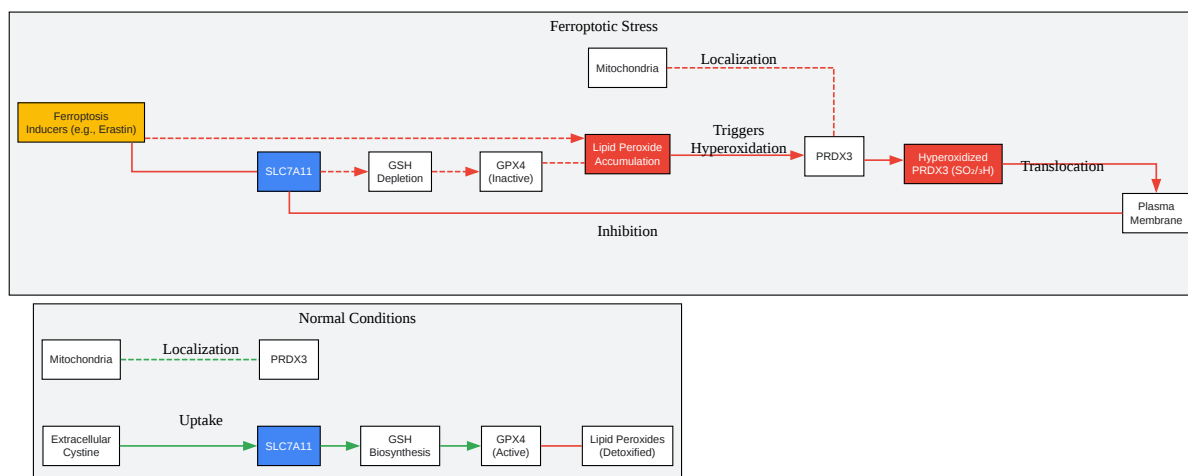 Ferroptotic Stress
Mitochondria
Localization
Ferroptosis
Inducers (e.g., Erastin)
SLC7A11
GSH
Depletion
GPX4
(Inactive)
Lipid Peroxide
Accumulation
Triggers
Hyperoxidation
PRDX3
Hyperoxidized
PRDX3 (SO₂/₃H)
Translocation
Plasma
Membrane
Inhibition
Normal Conditions
Mitochondria
Localization
PRDX3
Extracellular
Cystine
Uptake
SLC7A11
GSH
Biosynthesis
GPX4
(Active)
Lipid Peroxides
(Detoxified)